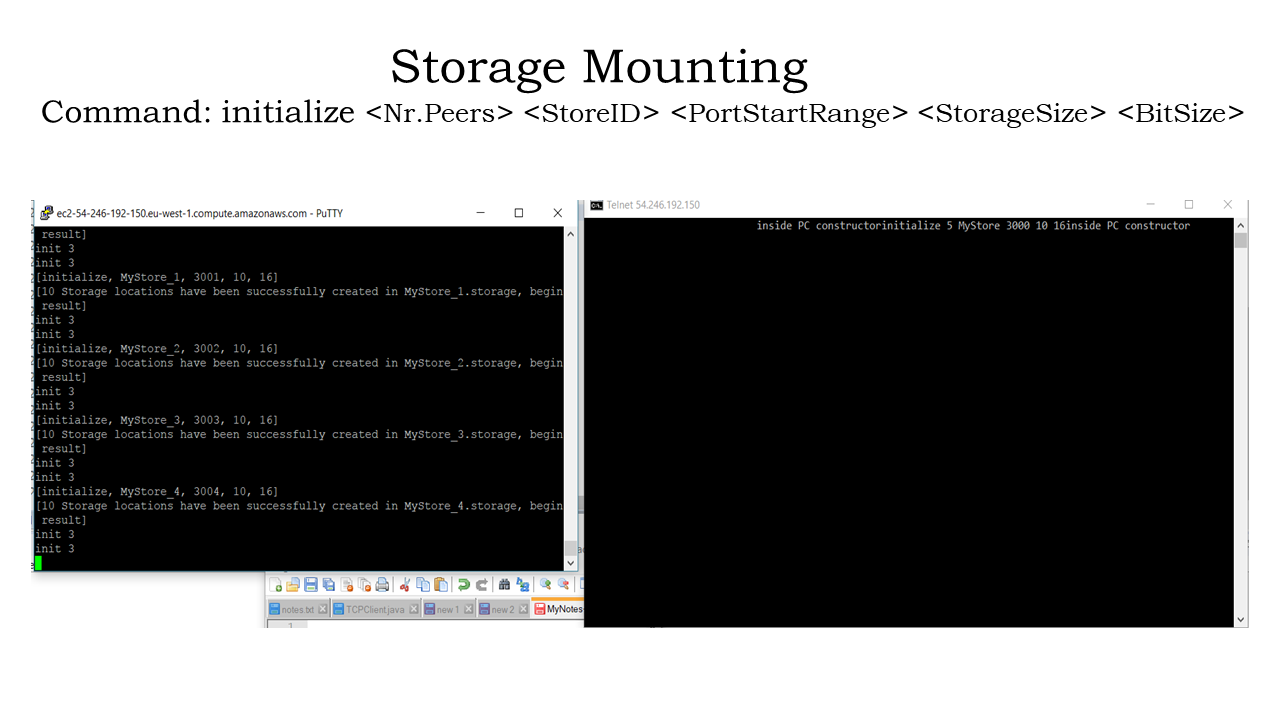 Storage Mounting
Command: initialize <Nr.Peers> <StoreID> <PortStartRange> <StorageSize> <BitSize>
ec2-54-246-192-150.eu-west-1.compute.amazonaws.com - PuTTY
result]
init 3
init 3
[initialize, MyStore_1, 3001, 10, 16]
[10 Storage locations have been successfully created in MyStore_1.storage, begin
result]
init 3
init 3
[initialize, MyStore_2, 3002, 10, 16]
[10 Storage locations have been successfully created in MyStore_2.storage, begin
result]
init 3
init 3
[initialize, MyStore_3, 3003, 10, 16]
[10 Storage locations have been successfully created in MyStore_3.storage, begin
result]
init 3
init 3
[initialize, MyStore_4, 3004, 10, 16]
[10 Storage locations have been successfully created in MyStore_4.storage, begin
result]
init 3
init 3
Telnet 54.246.192.150
inside PC constructorinitialize 5 MyStore 3000 10 16inside PC constructor
notes.txt TCPClient.java new 1 new 2 MyNotes
1